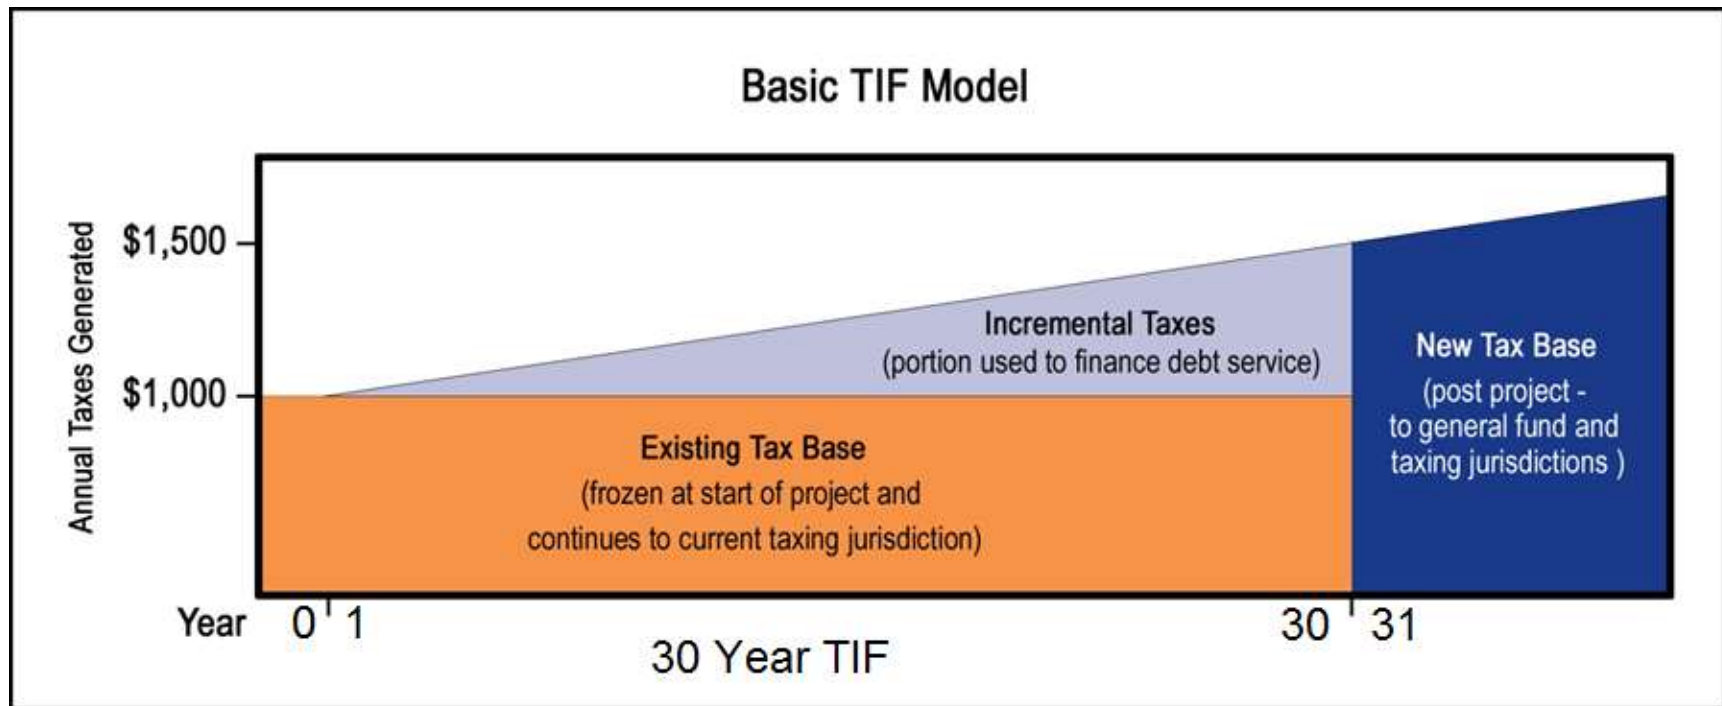 Basic TIF Model
Annual Taxes Generated
$1,500
$1,000
Incremental Taxes
(portion used to finance debt service)
Existing Tax Base
(frozen at start of project and
continues to current taxing jurisdiction)
New Tax Base
(post project -
to general fund and
taxing jurisdictions )
Year 0 1 30 31
30 Year TIF